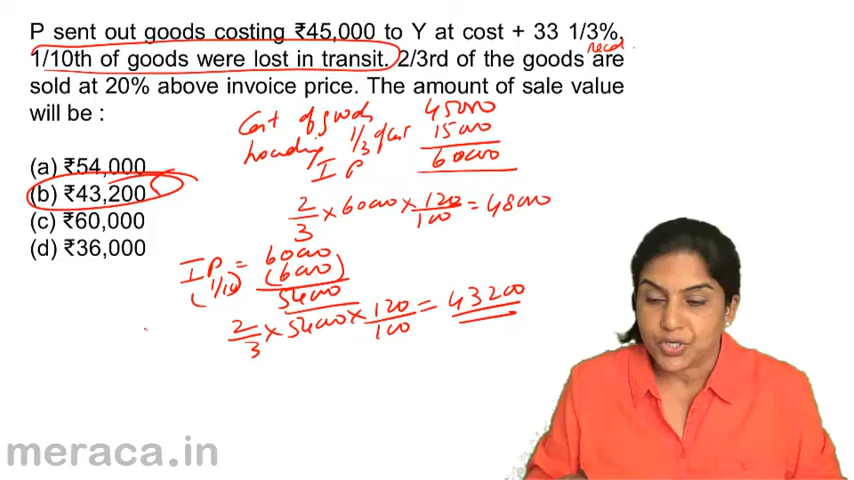 P sent out goods costing ₹45,000 to Y at cost + 33 1/3%,
recd
1/10th of goods were lost in transit. 2/3rd of the goods are
sold at 20% above invoice price. The amount of sale value
will be :
Cost of goods 45000
Loading 1/3 of cost 15000
I P 60000
(a) ₹54,000
(b) ₹43,200
(c) ₹60,000
(d) ₹36,000
2/3 × 60000 × 120/100 = 48000
IP = 60000
(1/10) (6000)
54000
2/3 × 54000 × 120/100 = 43200
meraca.in